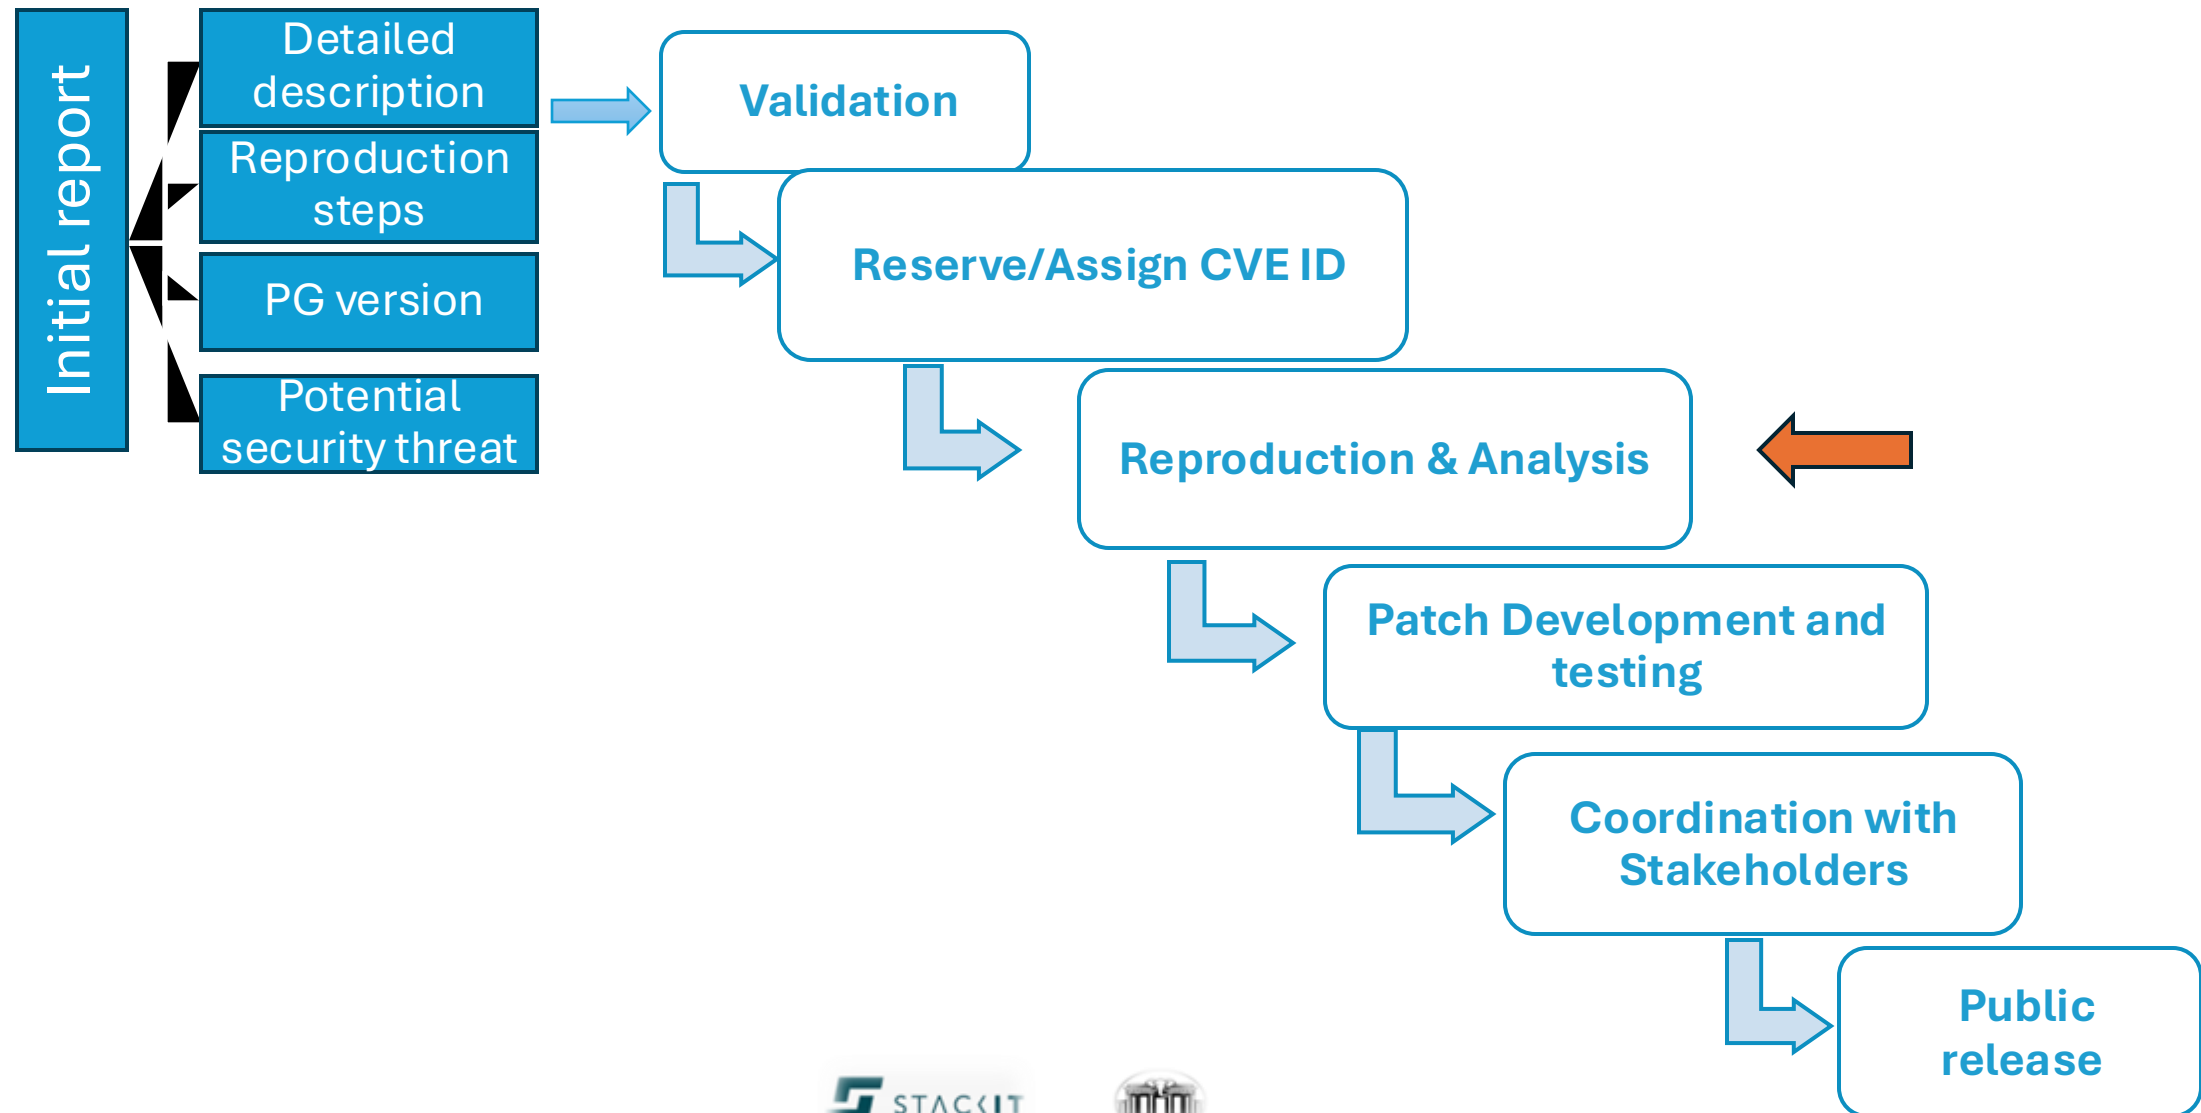 Initial report
Detailed
description
Reproduction
steps
PG version
Potential
security threat
Validation
Reserve/Assign CVE ID
Reproduction & Analysis
Patch Development and
testing
Coordination with
Stakeholders
Public
release
STACKIT